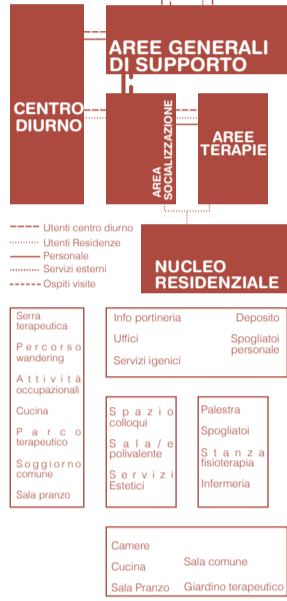 AREE GENERALI
DI SUPPORTO
CENTRO
DIURNO
AREA
SOCIALIZZAZIONE
AREE
TERAPIE
NUCLEO
RESIDENZIALE
Utenti centro diurno
Utenti Residenze
Personale
Servizi esterni
Ospiti visite
Serra
terapeutica
Percorso
wandering
Attività
occupazionali
Cucina
Parco
terapeutico
Soggiorno
comune
Sala pranzo
Info portineria
Uffici
Servizi igenici
Deposito
Spogliatoi
personale
Spazio
colloqui
Sala/e
polivalente
Servizi
Estetici
Palestra
Spogliatoi
Stanza
fisioterapia
Infermeria
Camere
Cucina
Sala Pranzo
Sala comune
Giardino terapeutico